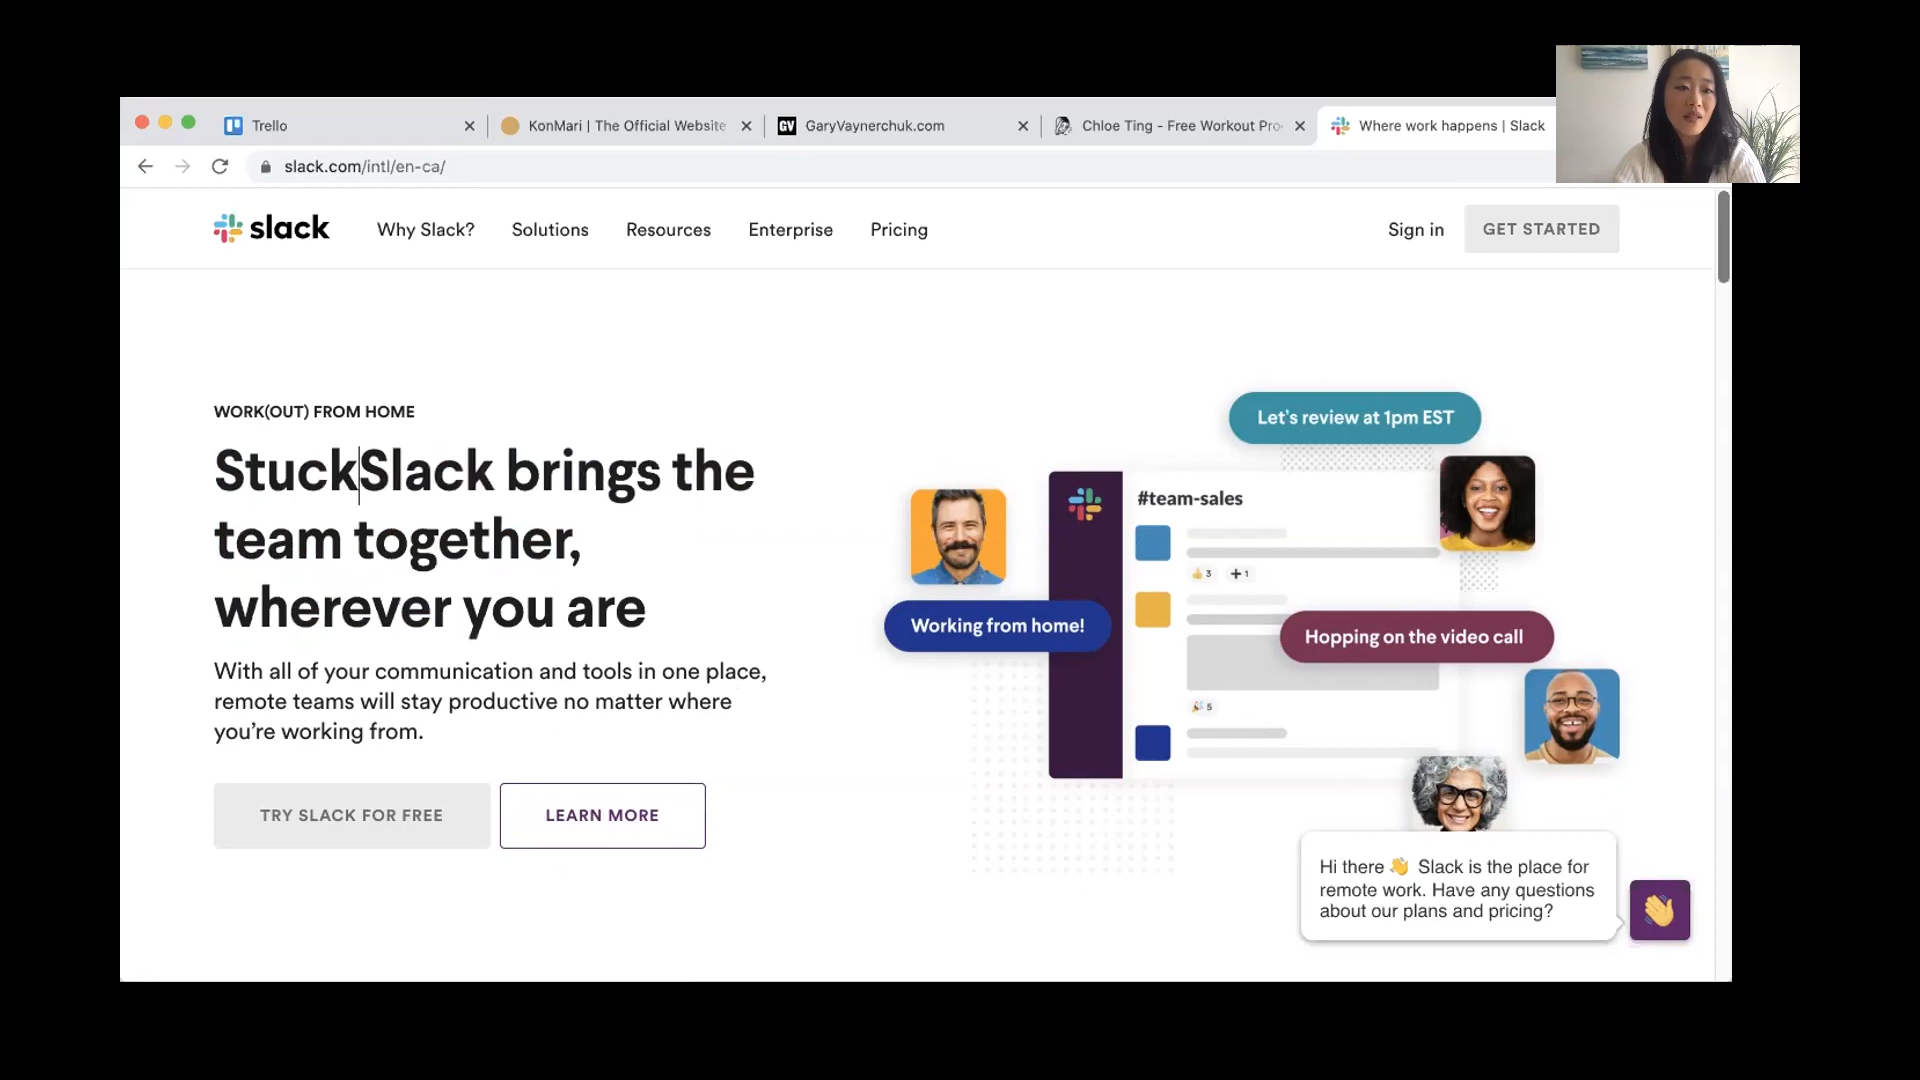 Trello
KonMari | The Official Website
GV
GaryVaynerchuk.com
Chloe Ting - Free Workout Pro
Where work happens | Slack
slack.com/intl/en-ca/
slack
Why Slack?
Solutions
Resources
Enterprise
Pricing
Sign in
GET STARTED
WORK(OUT) FROM HOME
StuckSlack brings the
team together,
wherever you are
With all of your communication and tools in one place,
remote teams will stay productive no matter where
you’re working from.
TRY SLACK FOR FREE
LEARN MORE
Let’s review at 1pm EST
#team-sales
👍 3
+ 1
Working from home!
Hopping on the video call
🎉 5
Hi there 👋 Slack is the place for
remote work. Have any questions
about our plans and pricing?